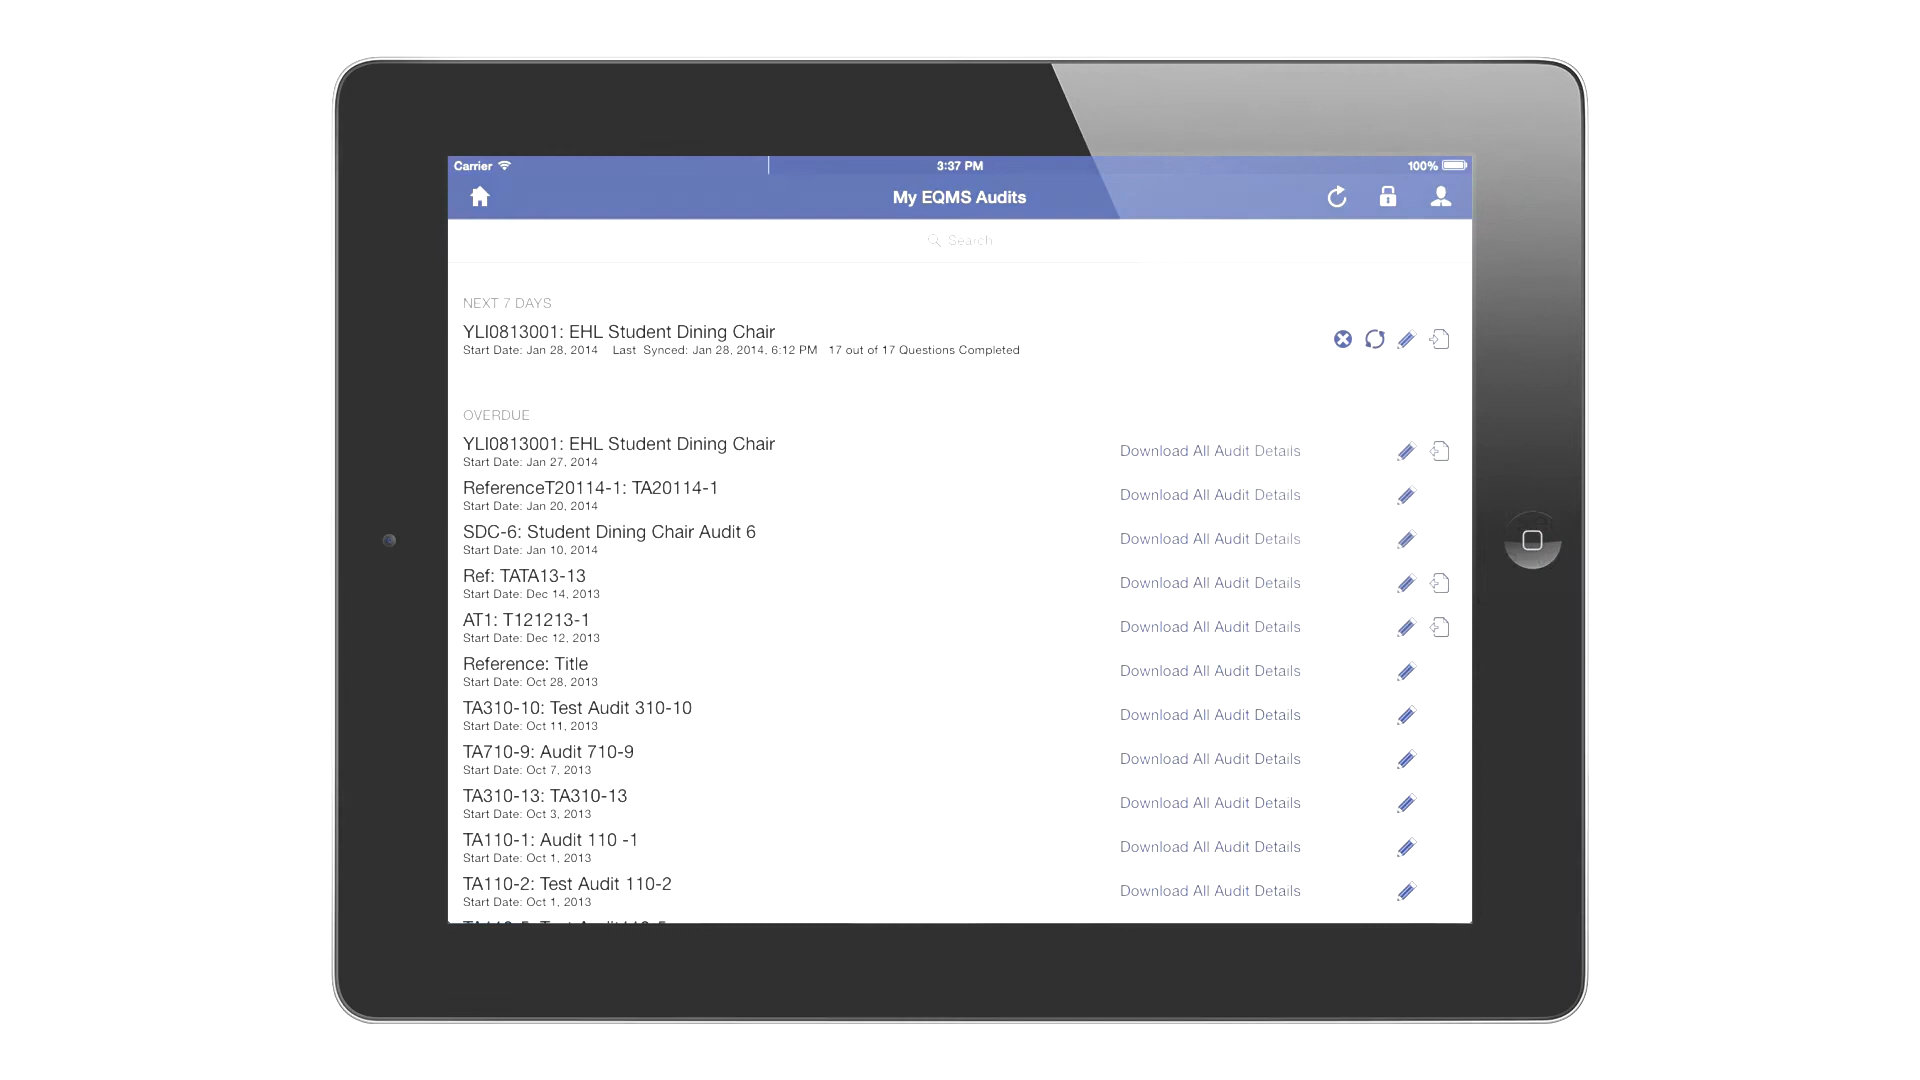 Carrier 3:37 PM 100%
My EQMS Audits
Search
NEXT 7 DAYS
YLI0813001: EHL Student Dining Chair
Start Date: Jan 28, 2014 Last Synced: Jan 28, 2014, 6:12 PM 17 out of 17 Questions Completed
OVERDUE
YLI0813001: EHL Student Dining Chair
Start Date: Jan 27, 2014
Download All Audit Details
ReferenceT20114-1: TA20114-1
Start Date: Jan 20, 2014
Download All Audit Details
SDC-6: Student Dining Chair Audit 6
Start Date: Jan 10, 2014
Download All Audit Details
Ref: TATA13-13
Start Date: Dec 14, 2013
Download All Audit Details
AT1: T121213-1
Start Date: Dec 12, 2013
Download All Audit Details
Reference: Title
Start Date: Oct 28, 2013
Download All Audit Details
TA310-10: Test Audit 310-10
Start Date: Oct 11, 2013
Download All Audit Details
TA710-9: Audit 710-9
Start Date: Oct 7, 2013
Download All Audit Details
TA310-13: TA310-13
Start Date: Oct 3, 2013
Download All Audit Details
TA110-1: Audit 110 -1
Start Date: Oct 1, 2013
Download All Audit Details
TA110-2: Test Audit 110-2
Start Date: Oct 1, 2013
Download All Audit Details